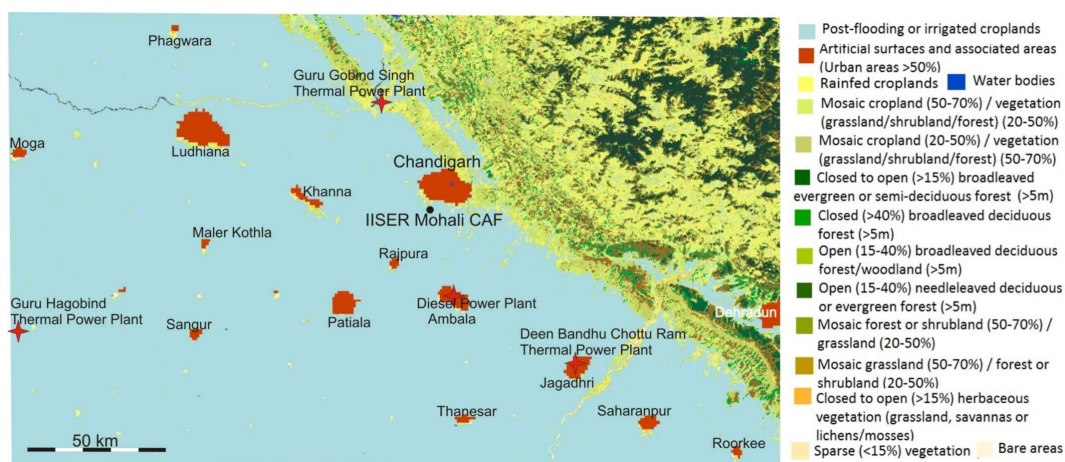 Phagwara
Guru Gobind Singh
Thermal Power Plant
Moga
Ludhiana
Chandigarh
Khanna
IISER Mohali CAF
Maler Kothla
Rajpura
Guru Hagobind
Thermal Power Plant
Diesel Power Plant
Ambala
Patiala
Sangur
Dehradun
Deen Bandhu Chottu Ram
Thermal Power Plant
Jagadhri
Thanesar
Saharanpur
Roorkee
50 km
Post-flooding or irrigated croplands
Artificial surfaces and associated areas
(Urban areas >50%)
Rainfed croplands
Water bodies
Mosaic cropland (50-70%) / vegetation
(grassland/shrubland/forest) (20-50%)
Mosaic cropland (20-50%) / vegetation
(grassland/shrubland/forest) (50-70%)
Closed to open (>15%) broadleaved
evergreen or semi-deciduous forest (>5m)
Closed (>40%) broadleaved deciduous
forest (>5m)
Open (15-40%) broadleaved deciduous
forest/woodland (>5m)
Open (15-40%) needleleaved deciduous
or evergreen forest (>5m)
Mosaic forest or shrubland (50-70%) /
grassland (20-50%)
Mosaic grassland (50-70%) / forest or
shrubland (20-50%)
Closed to open (>15%) herbaceous
vegetation (grassland, savannas or
lichens/mosses)
Sparse (<15%) vegetation
Bare areas